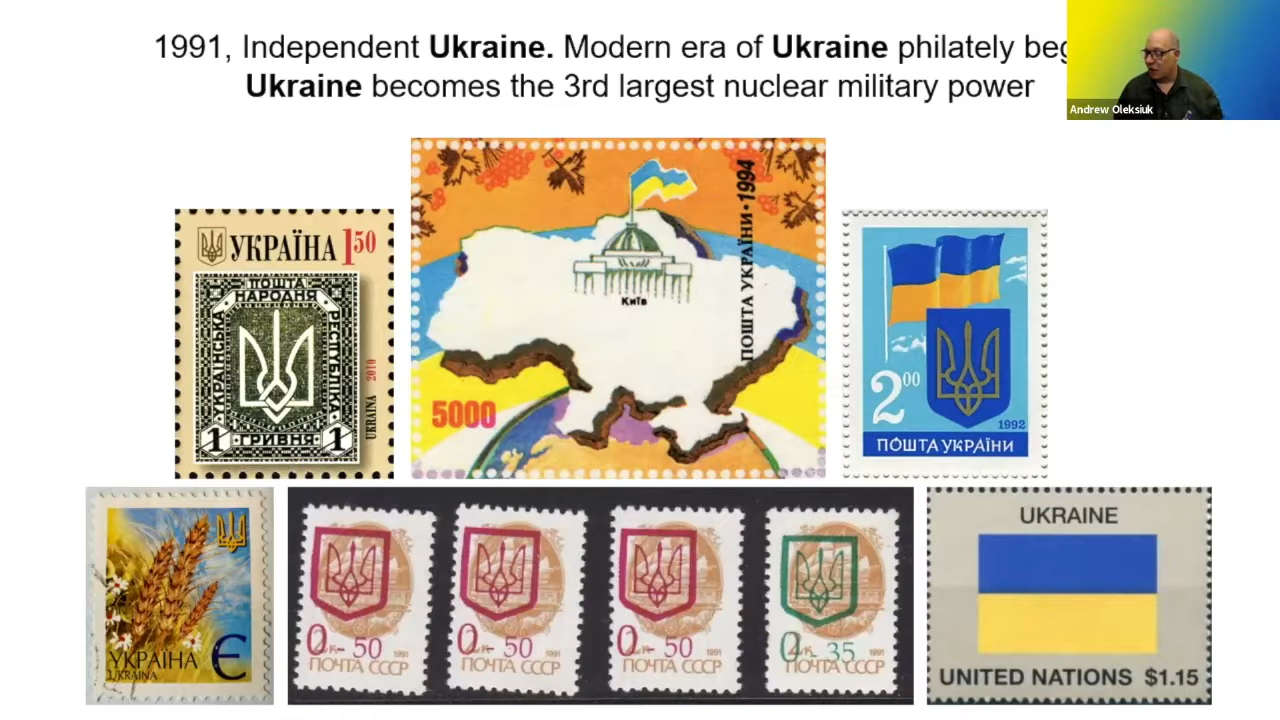 1991, Independent Ukraine. Modern era of Ukraine philately beg
Ukraine becomes the 3rd largest nuclear military power
Andrew Oleksiuk
УКРАЇНА 150
ПОШТА
НАРОДНЯ
УКРАЇНСЬКА
РЕСПУБЛІКА
1 ГРИВНЯ 1
UKRAINA 2010
ПОШТА УКРАЇНИ • 1994
Київ
5000
2 00
1992
ПОШТА УКРАЇНИ
УКРАЇНА
UKRAINA
Є
0-50
1991
ПОЧТА СССР
0-50
1991
ПОЧТА СССР
0-50
1991
ПОЧТА СССР
0-35
1991
ПОЧТА СССР
UKRAINE
UNITED NATIONS $1.15